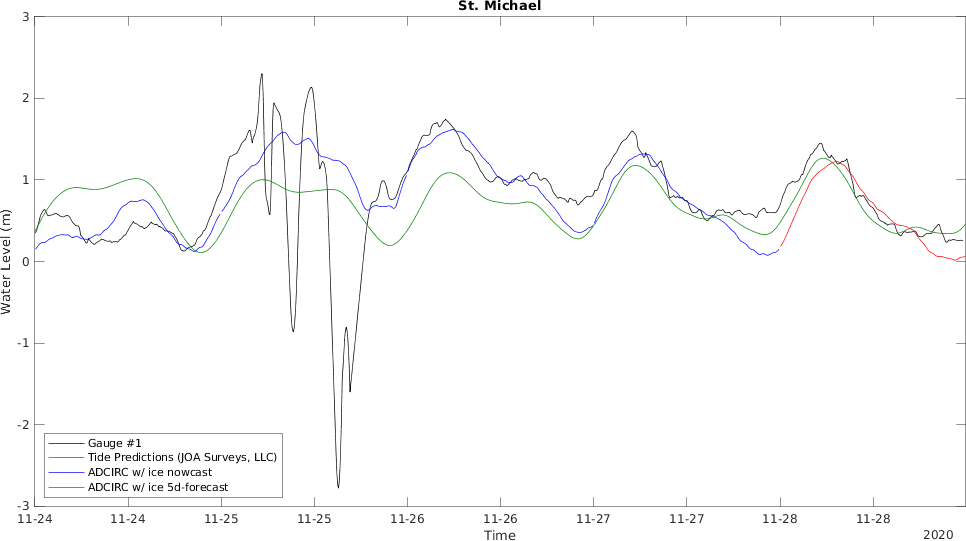 St. Michael
Water Level (m)
3
2
1
0
-1
-2
-3
Gauge #1
Tide Predictions (JOA Surveys, LLC)
ADCIRC w/ ice nowcast
ADCIRC w/ ice 5d-forecast
11-24 11-24 11-25 11-25 11-26 11-26 11-27 11-27 11-28 11-28
Time
2020